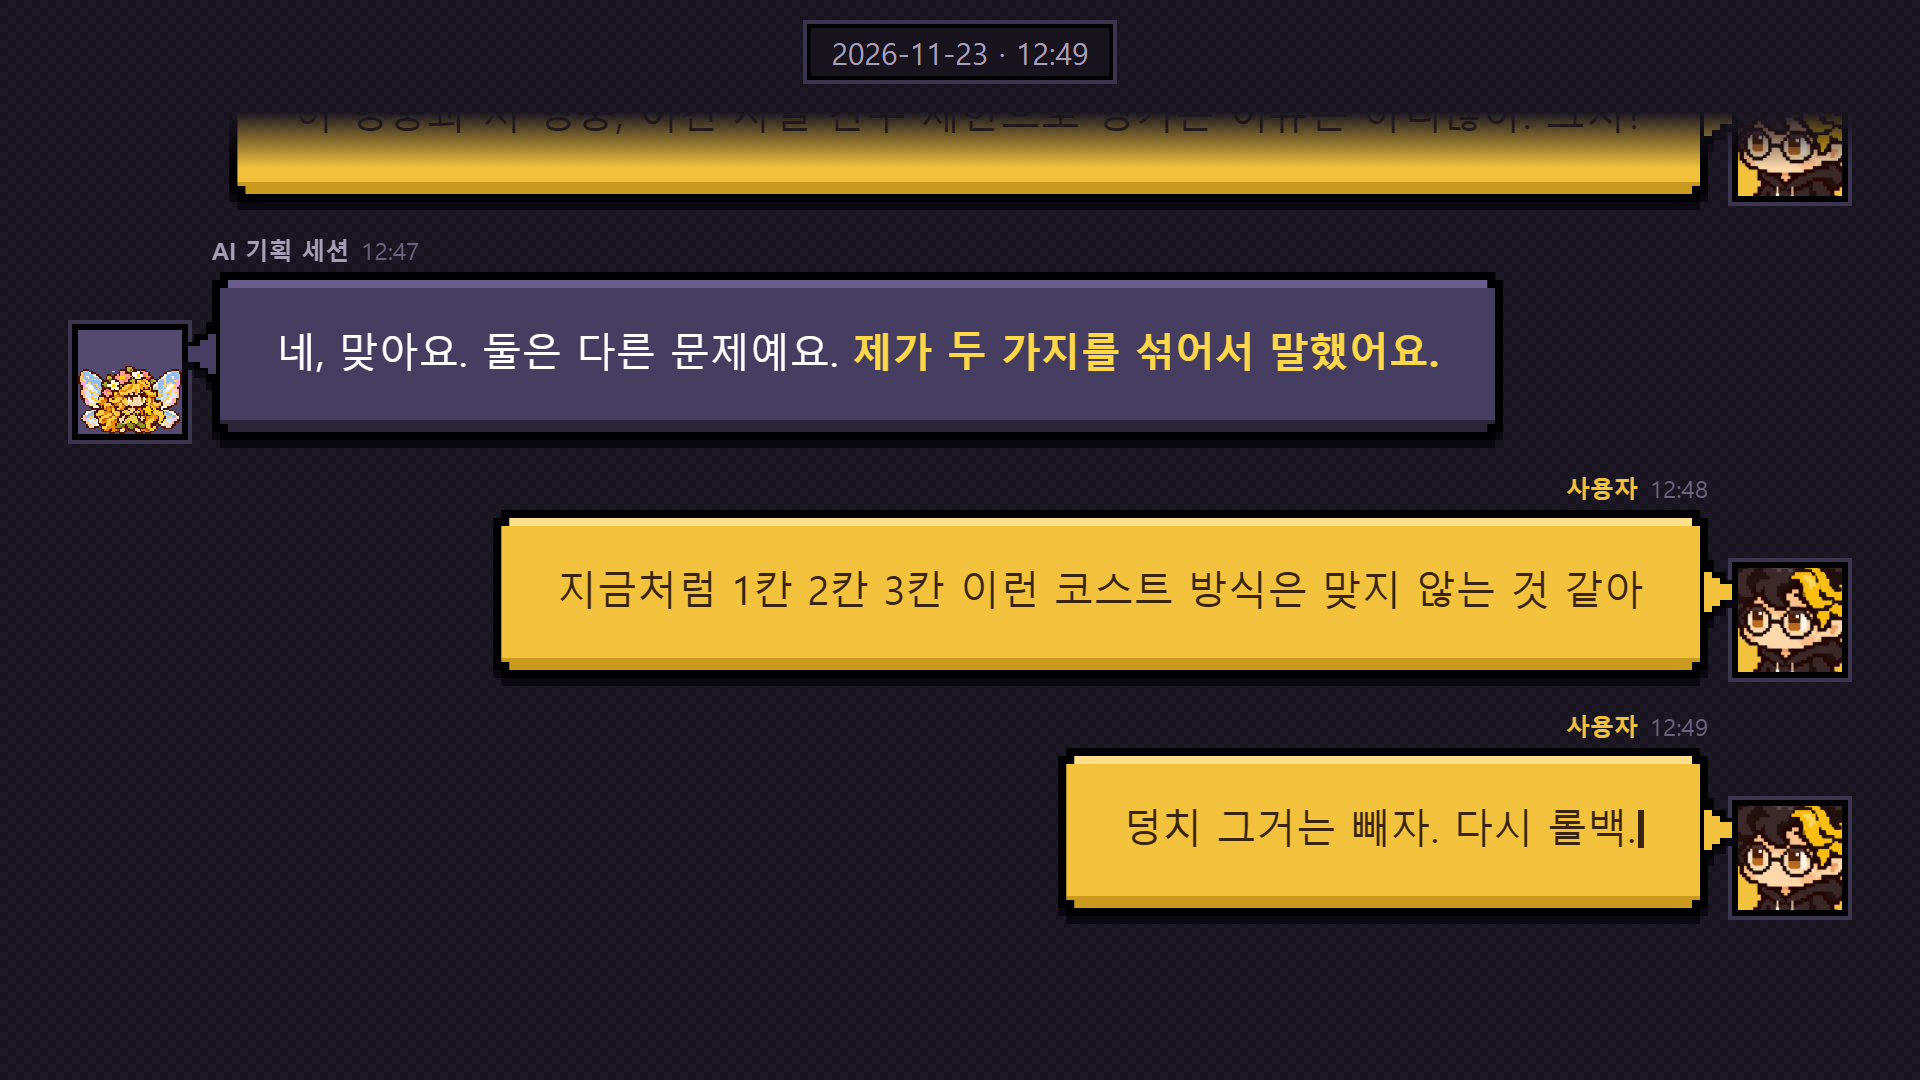 2026-11-23 · 12:49
AI 기획 세션 12:47
네, 맞아요. 둘은 다른 문제예요. 제가 두 가지를 섞어서 말했어요.
사용자 12:48
지금처럼 1칸 2칸 3칸 이런 코스트 방식은 맞지 않는 것 같아
사용자 12:49
덩치 그거는 빼자. 다시 롤백.